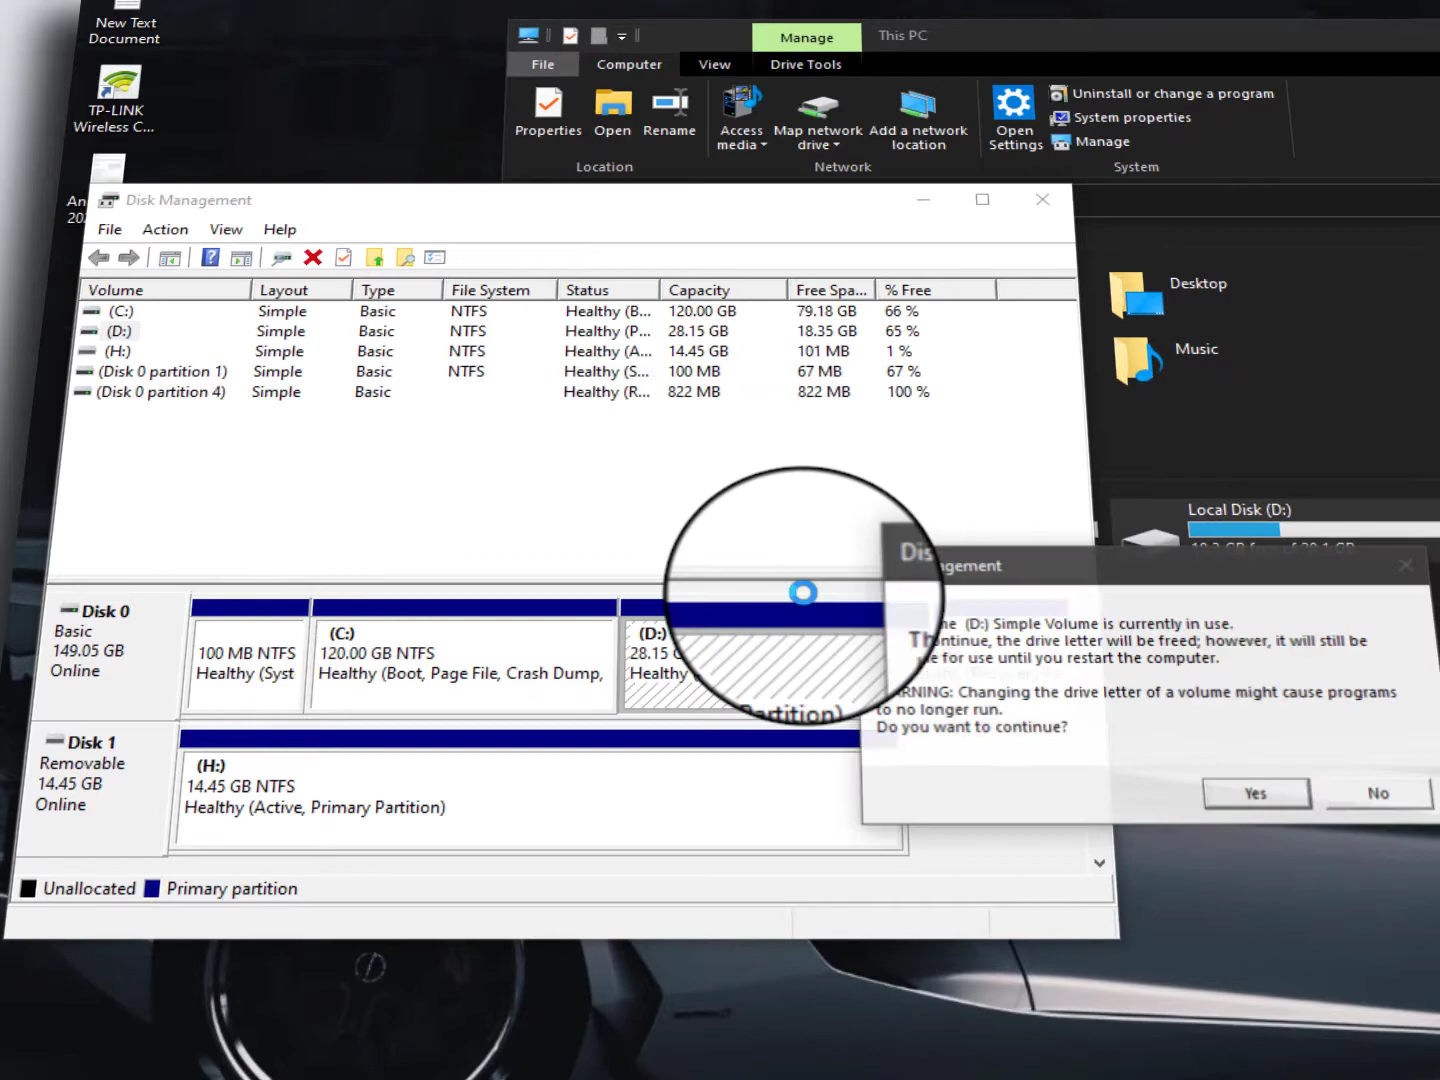 New Text
Document
TP-LINK
Wireless C...
An
20
Manage
This PC
File
Computer
View
Drive Tools
Properties
Open
Rename
Access
media
Map network
drive
Add a network
location
Open
Settings
Uninstall or change a program
System properties
Manage
Location
Network
System
Disk Management
File
Action
View
Help
Volume
Layout
Type
File System
Status
Capacity
Free Spa...
% Free
(C:) Simple Basic NTFS Healthy (B... 120.00 GB 79.18 GB 66 %
(D:) Simple Basic NTFS Healthy (P... 28.15 GB 18.35 GB 65 %
(H:) Simple Basic NTFS Healthy (A... 14.45 GB 101 MB 1 %
(Disk 0 partition 1) Simple Basic NTFS Healthy (S... 100 MB 67 MB 67 %
(Disk 0 partition 4) Simple Basic Healthy (R... 822 MB 822 MB 100 %
Desktop
Music
Local Disk (D:)
Disk 0
Basic
149.05 GB
Online
100 MB NTFS
Healthy (Syst
(C:)
120.00 GB NTFS
Healthy (Boot, Page File, Crash Dump,
(D:)
28.15 G
Healthy
Partition)
Dis
gement
Th
(D:) Simple Volume is currently in use.
ontinue, the drive letter will be freed; however, it will still be
e for use until you restart the computer.
RNING: Changing the drive letter of a volume might cause programs
to no longer run.
Do you want to continue?
Yes
No
Disk 1
Removable
14.45 GB
Online
(H:)
14.45 GB NTFS
Healthy (Active, Primary Partition)
Unallocated
Primary partition